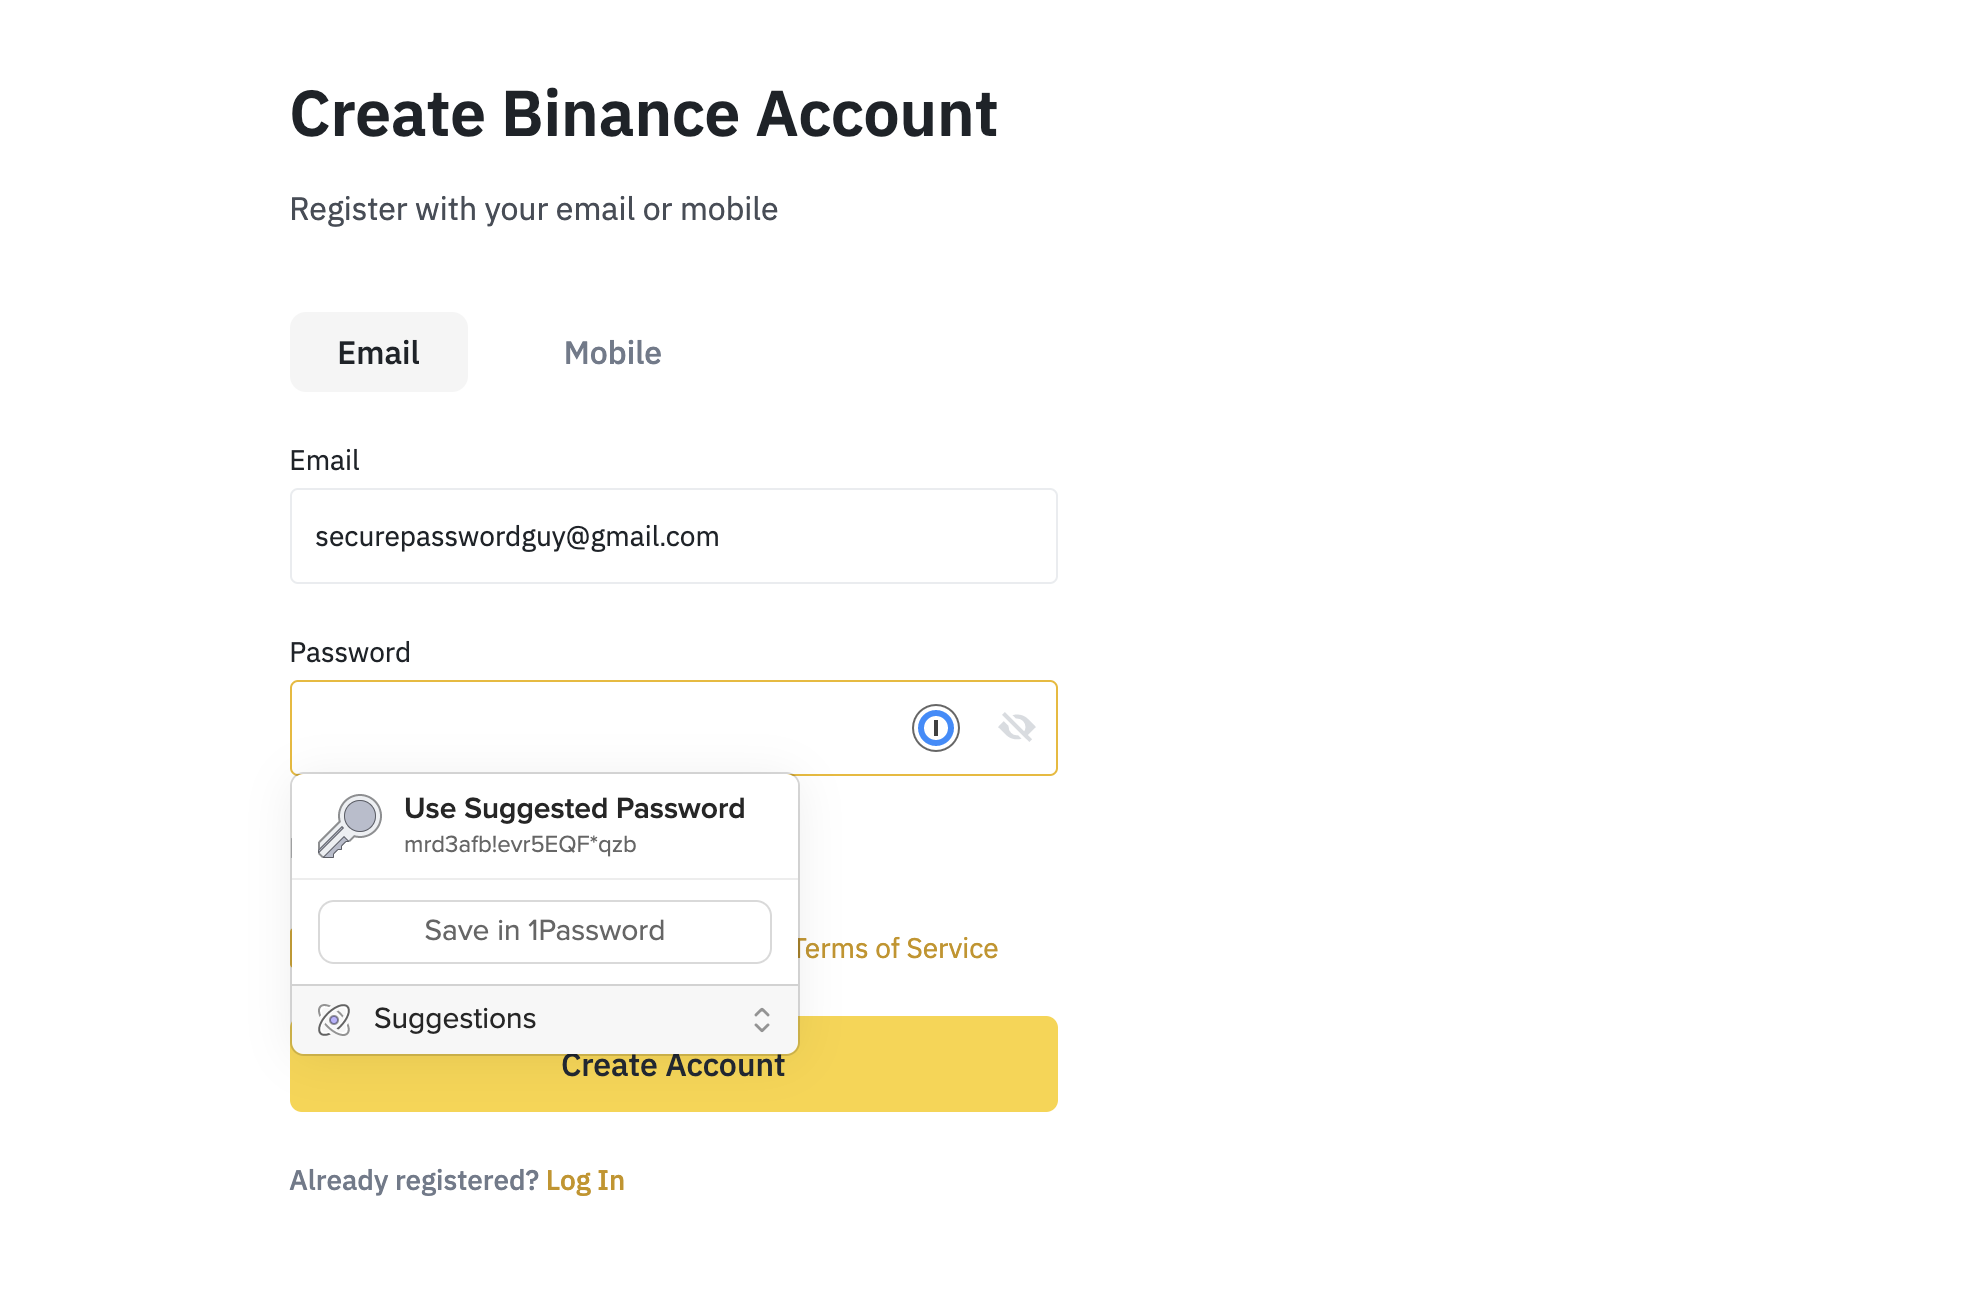 Create Binance Account
Register with your email or mobile
Email
Mobile
Email
securepasswordguy@gmail.com
Password
Use Suggested Password
mrd3afb!evr5EQF*qzb
Save in 1Password
Terms of Service
Suggestions
Create Account
Already registered? Log In